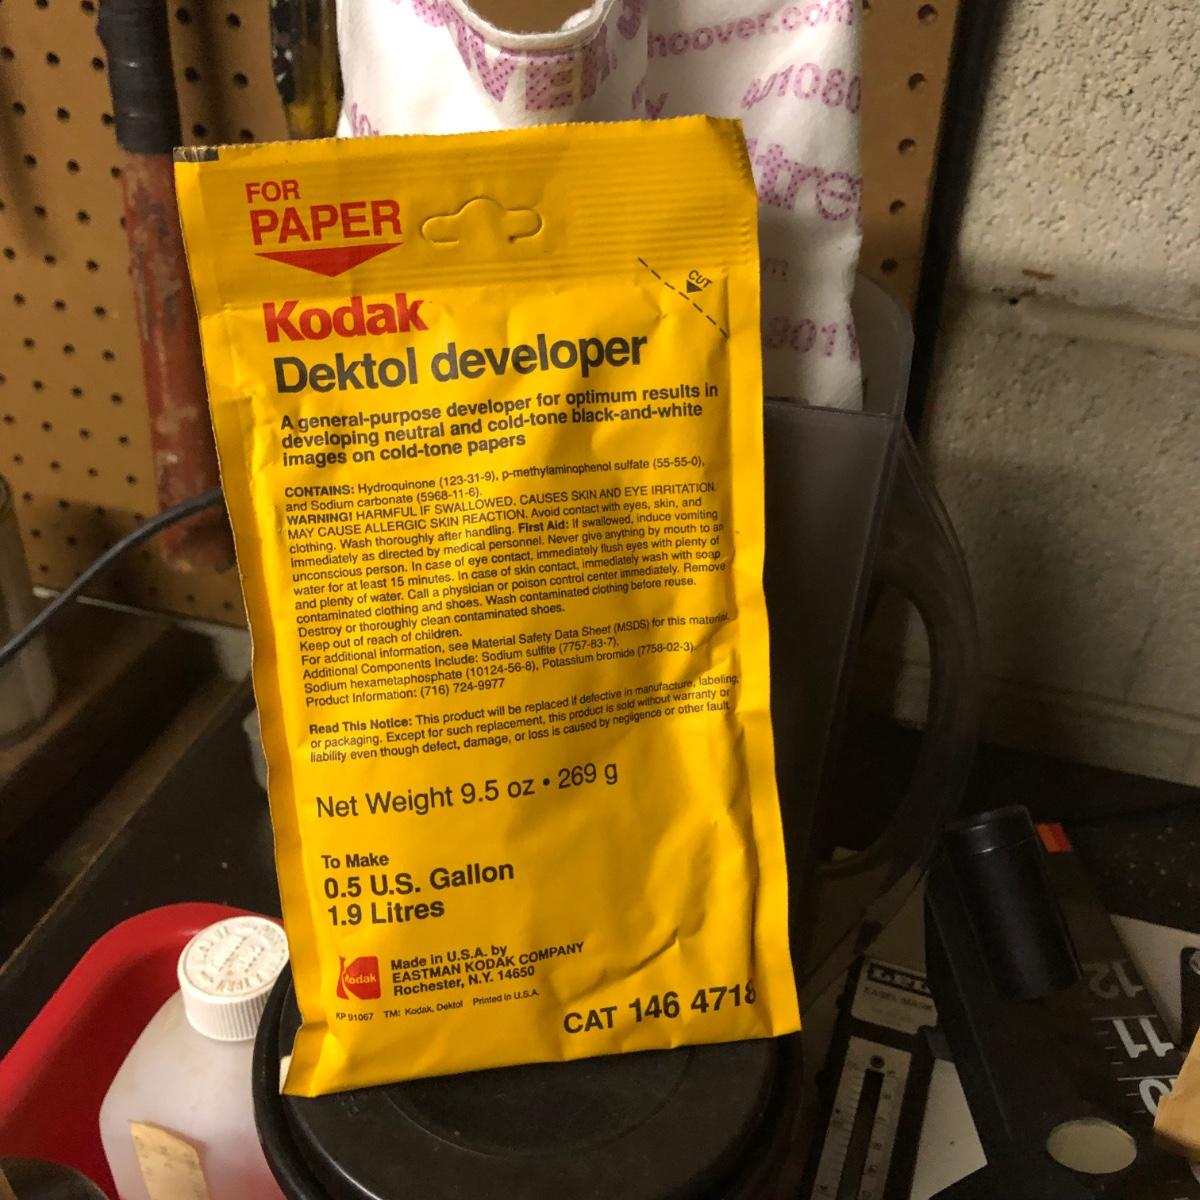 hoover.com
401080
FOR
PAPER
CUT
Kodak
Dektol developer
A general-purpose developer for optimum results in
developing neutral and cold-tone black-and-white
images on cold-tone papers
CONTAINS: Hydroquinone (123-31-9), p-methylaminophenol sulfate (55-55-0),
and Sodium carbonate (5968-11-6).
WARNING! HARMFUL IF SWALLOWED. CAUSES SKIN AND EYE IRRITATION.
MAY CAUSE ALLERGIC SKIN REACTION. Avoid contact with eyes, skin, and
clothing. Wash thoroughly after handling. First Aid: If swallowed, induce vomiting
immediately as directed by medical personnel. Never give anything by mouth to an
unconscious person. In case of eye contact, immediately flush eyes with plenty of
water for at least 15 minutes. In case of skin contact, immediately wash with soap
and plenty of water. Call a physician or poison control center immediately. Remove
contaminated clothing and shoes. Wash contaminated clothing before reuse.
Destroy or thoroughly clean contaminated shoes.
Keep out of reach of children.
For additional information, see Material Safety Data Sheet (MSDS) for this material.
Additional Components Include: Sodium sulfite (7757-83-7),
Sodium hexametaphosphate (10124-56-8), Potassium bromide (7758-02-3).
Product Information: (716) 724-9977
Read This Notice: This product will be replaced if defective in manufacture, labeling,
or packaging. Except for such replacement, this product is sold without warranty or
liability even though defect, damage, or loss is caused by negligence or other fault.
Net Weight 9.5 oz • 269 g
To Make
0.5 U.S. Gallon
1.9 Litres
Kodak
Made in U.S.A. by
EASTMAN KODAK COMPANY
Rochester, N.Y. 14650
KP 91067 TM: Kodak, Dektol Printed in U.S.A.
CAT 146 4718
12
11